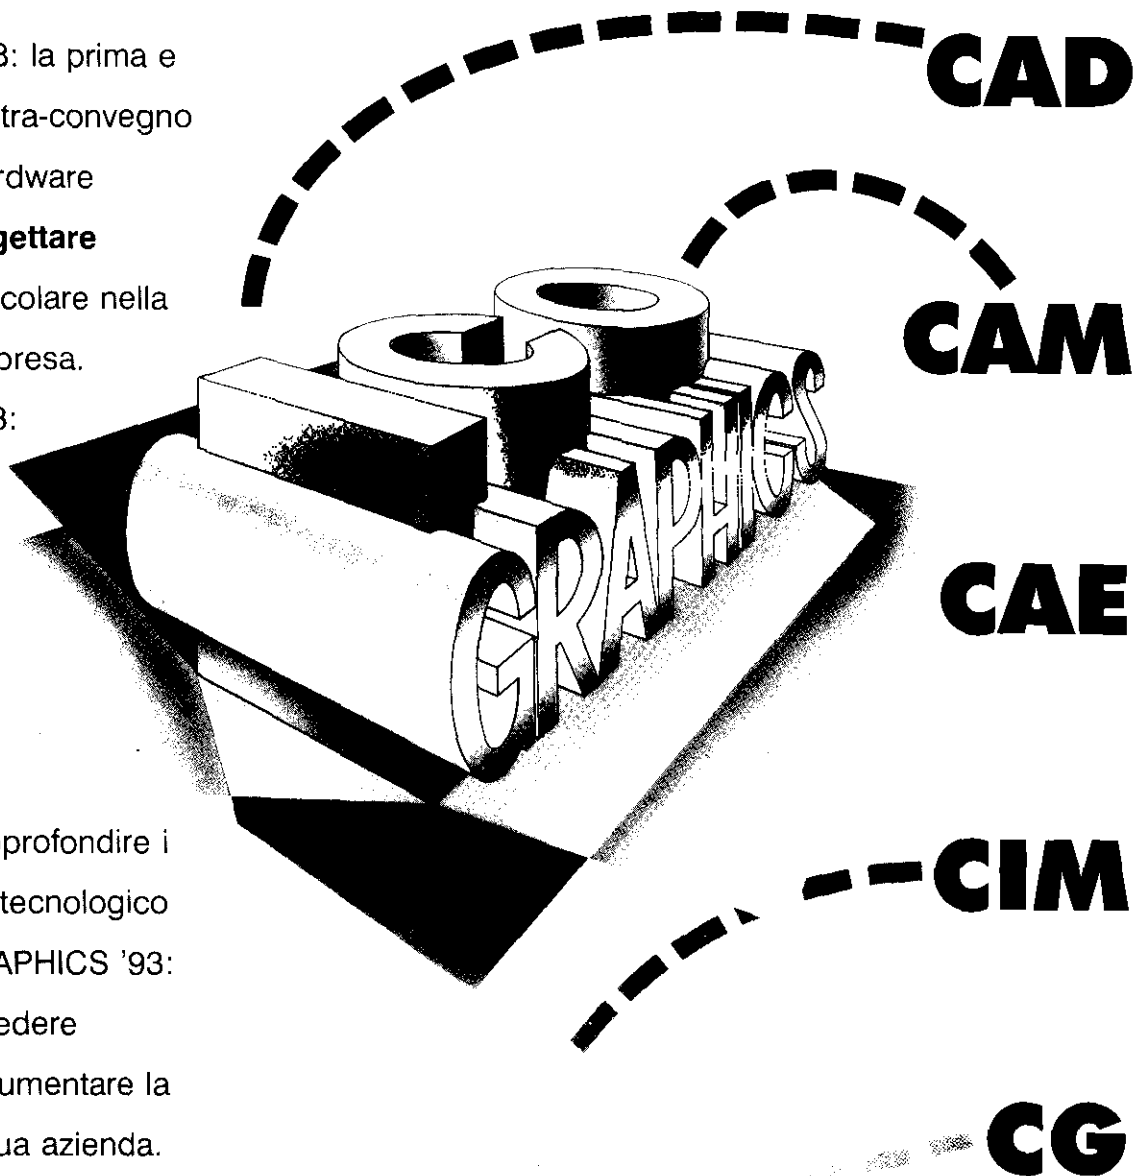 3: la prima e
tra-convegno
rdware
gettare
colare nella
presa.
3:
profondire i
tecnologico
APHICS '93:
edere
umentare la
ua azienda.
ICO
GRAPHICS
CAD
CAM
CAE
CIM
CG